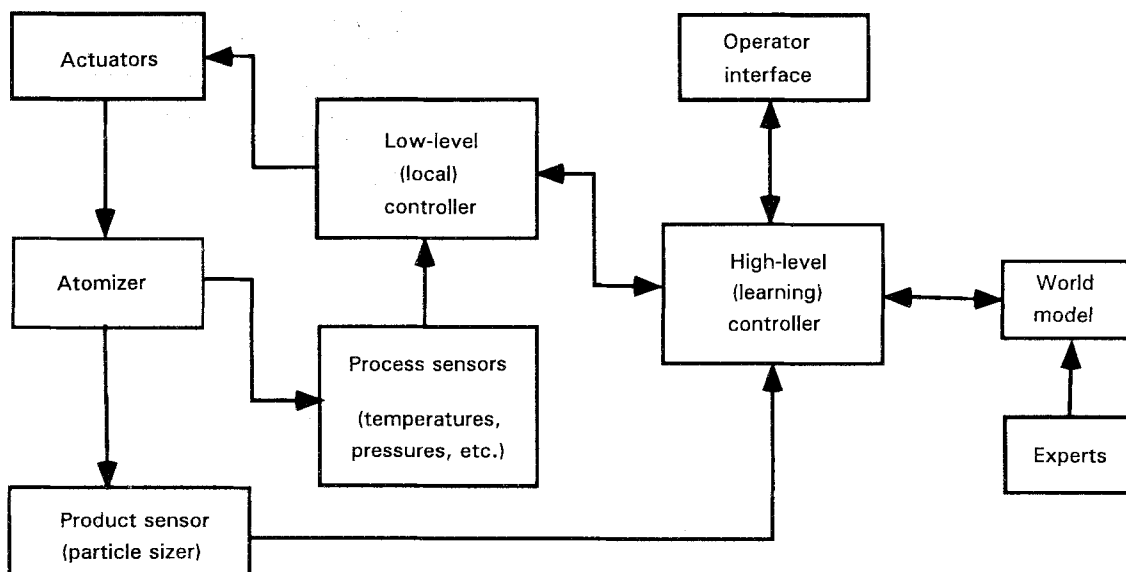 Actuators
Operator
interface
Low-level
(local)
controller
Atomizer
High-level
(learning)
controller
World
model
Process sensors
(temperatures,
pressures, etc.)
Experts
Product sensor
(particle sizer)